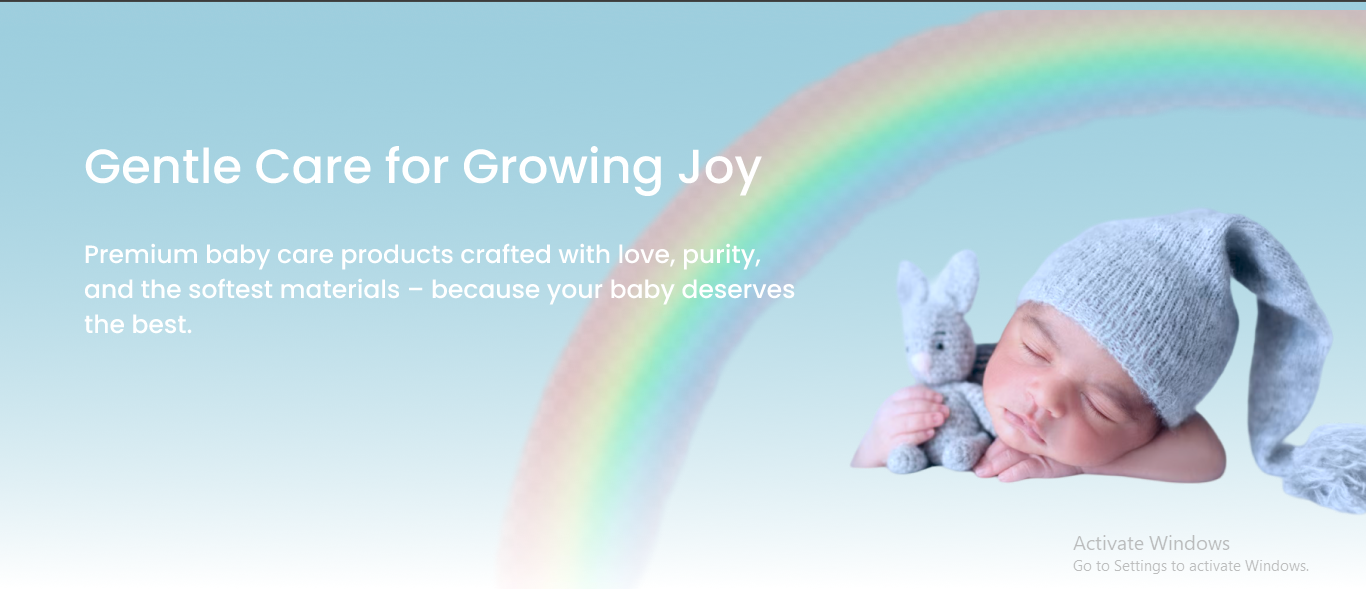 Gentle Care for Growing Joy
Premium baby care products crafted with love, purity,
and the softest materials – because your baby deserves
the best.
Activate Windows
Go to Settings to activate Windows.